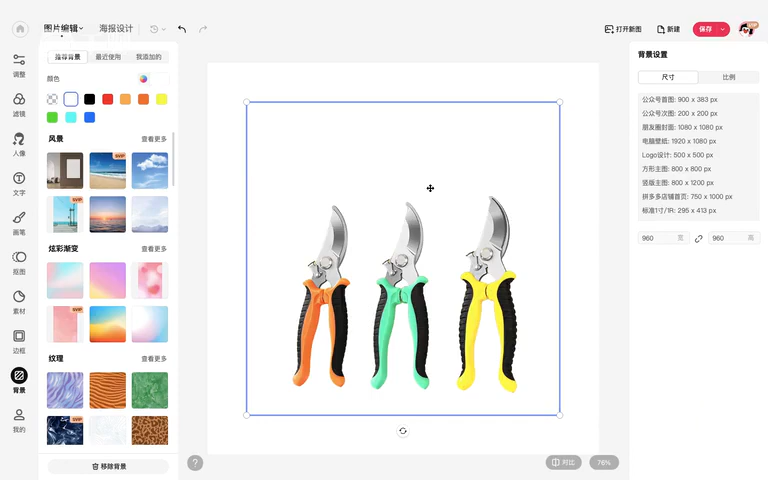 图片编辑
海报设计
打开新图
新建
保存
SVIP
调整
滤镜
人像
文字
画笔
抠图
素材
边框
背景
我的
推荐背景
最近使用
我添加的
颜色
风景
查看更多
SVIP
SVIP
炫彩渐变
查看更多
SVIP
纹理
查看更多
SVIP
移除背景
?
对比
76%
背景设置
尺寸
比例
公众号首图: 900 x 383 px
公众号次图: 200 x 200 px
朋友圈封面: 1080 x 1080 px
电脑壁纸: 1920 x 1080 px
Logo设计: 500 x 500 px
方形主图: 800 x 800 px
竖版主图: 800 x 1200 px
拼多多店铺首页: 750 x 1000 px
标准1寸/1R: 295 x 413 px
960 宽
960 高